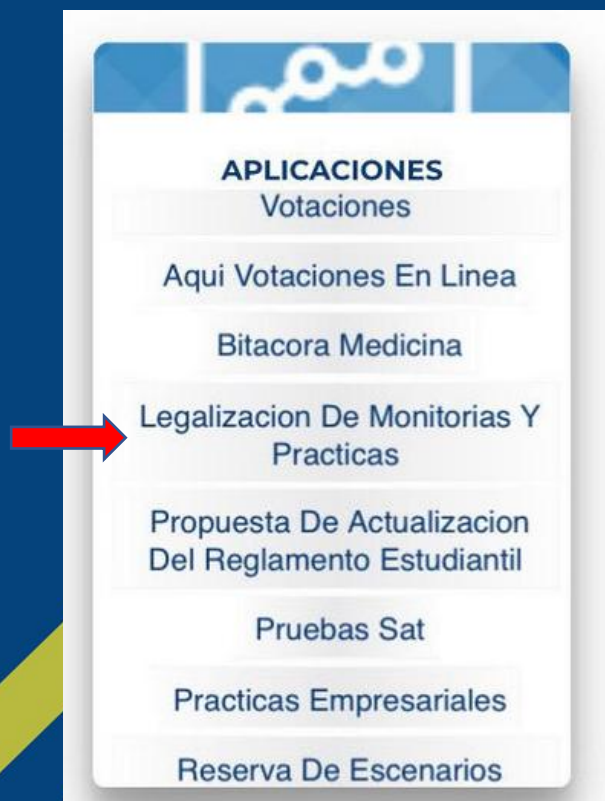 APLICACIONES
Votaciones
Aqui Votaciones En Linea
Bitacora Medicina
Legalizacion De Monitorias Y
Practicas
Propuesta De Actualizacion
Del Reglamento Estudiantil
Pruebas Sat
Practicas Empresariales
Reserva De Escenarios